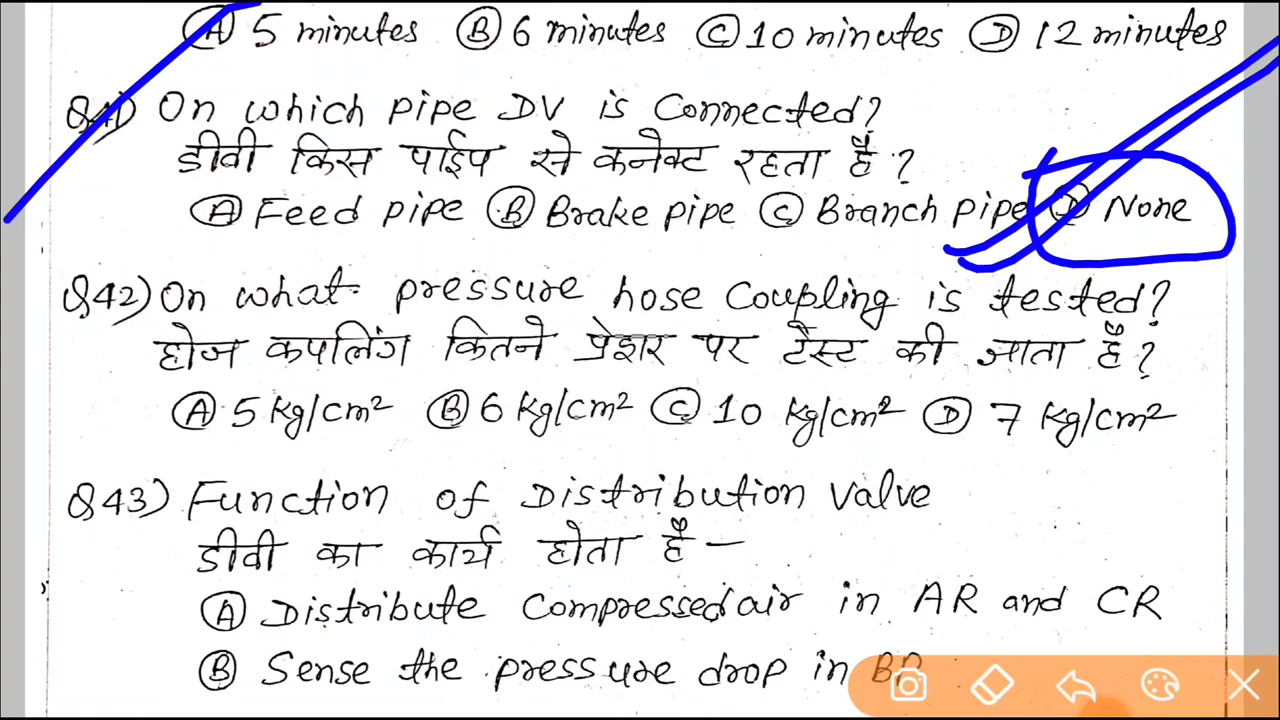 Ⓐ 5 minutes Ⓑ 6 minutes Ⓒ 10 minutes Ⓓ 12 minutes
Q41) On which pipe DV is Connected?
डीवी किस पाईप से कनेक्ट रहता है ?
Ⓐ Feed pipe Ⓑ Brake pipe Ⓒ Branch pipe Ⓓ None
Q42) On what pressure hose Coupling is tested?
होज कपलिंग कितने प्रेशर पर टैस्ट की जाता है ?
Ⓐ 5 Kg/cm² Ⓑ 6 Kg/cm² Ⓒ 10 Kg/cm² Ⓓ 7 Kg/cm²
Q43) Function of Distribution Valve
डीवी का कार्य होता है –
Ⓐ Distribute Compressed air in AR and CR
Ⓑ Sense the pressure drop in BP